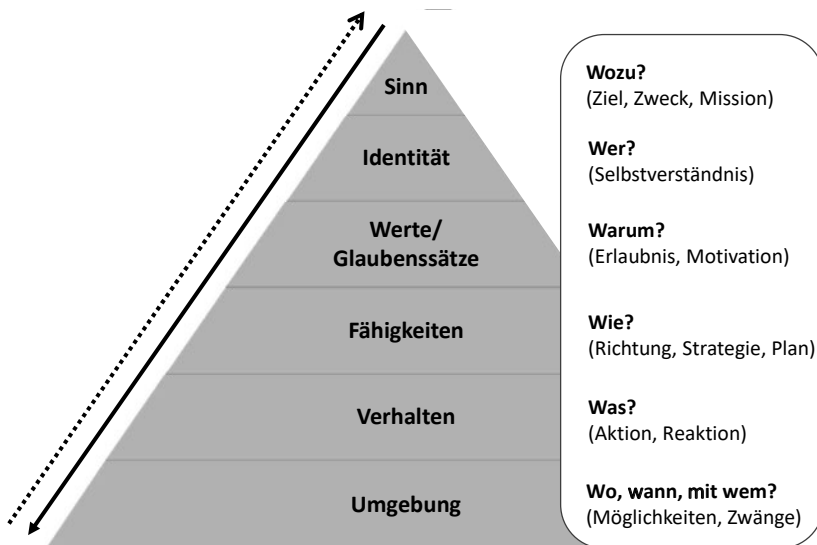 Sinn
Wozu?
(Ziel, Zweck, Mission)
Identität
Wer?
(Selbstverständnis)
Werte/
Glaubenssätze
Warum?
(Erlaubnis, Motivation)
Fähigkeiten
Wie?
(Richtung, Strategie, Plan)
Verhalten
Was?
(Aktion, Reaktion)
Umgebung
Wo, wann, mit wem?
(Möglichkeiten, Zwänge)